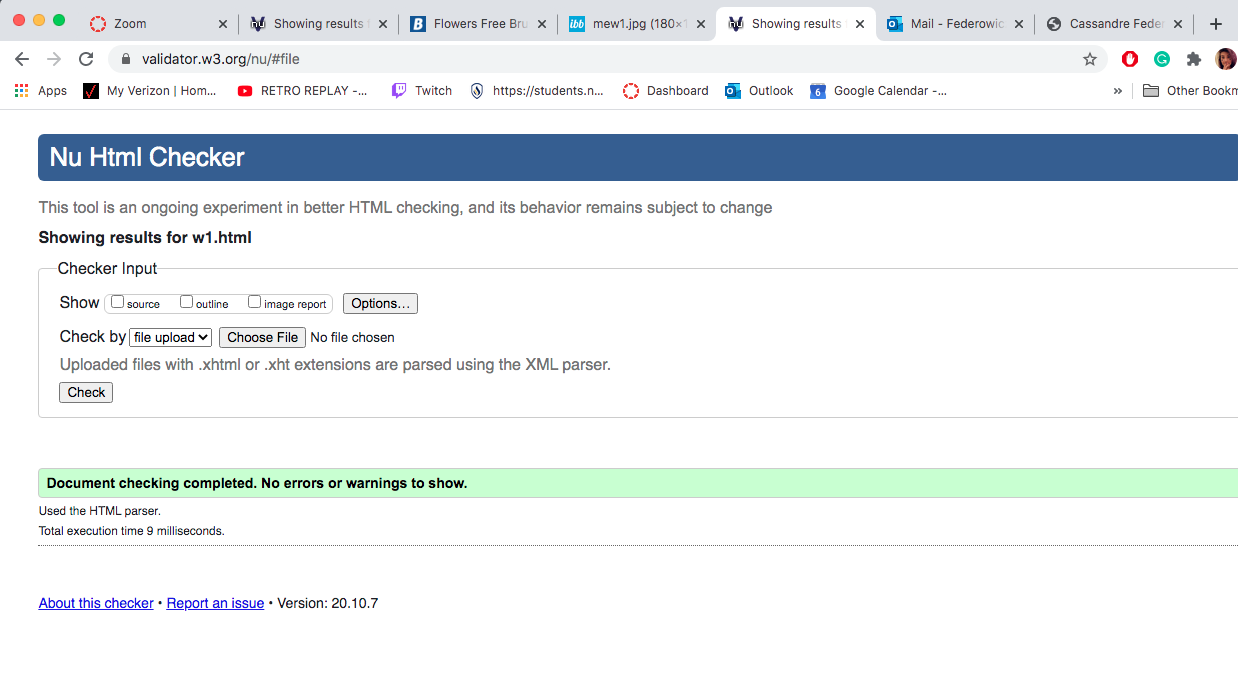 Zoom
Showing results f
Flowers Free Bru
ibb mew1.jpg (180×1
Showing results f
Mail - Federowic
Cassandre Feder
validator.w3.org/nu/#file
Apps
My Verizon | Hom...
RETRO REPLAY -...
Twitch
https://students.n...
Dashboard
Outlook
6 Google Calendar -...
»
Other Bookm
Nu Html Checker
This tool is an ongoing experiment in better HTML checking, and its behavior remains subject to change
Showing results for w1.html
Checker Input
Show source outline image report Options...
Check by file upload Choose File No file chosen
Uploaded files with .xhtml or .xht extensions are parsed using the XML parser.
Check
Document checking completed. No errors or warnings to show.
Used the HTML parser.
Total execution time 9 milliseconds.
About this checker • Report an issue • Version: 20.10.7